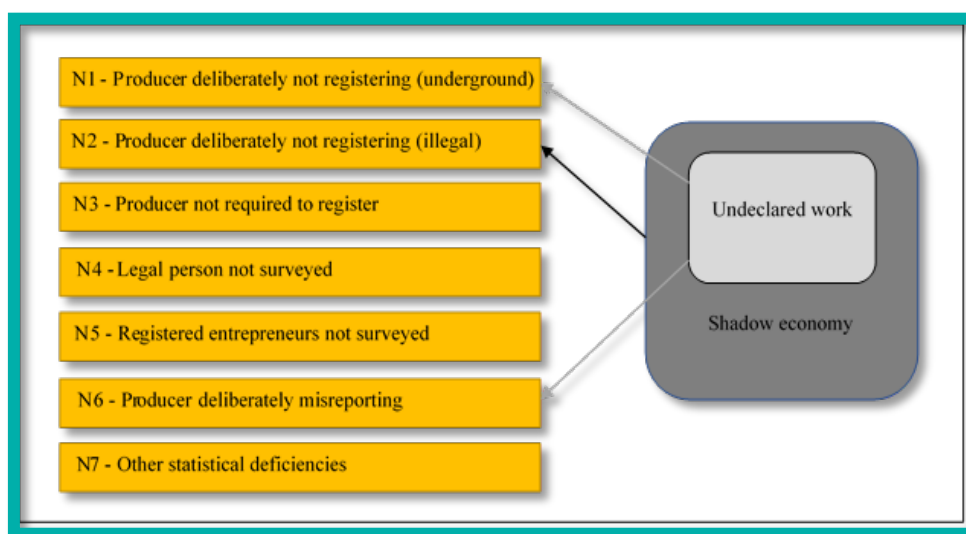 N1 - Producer deliberately not registering (underground)
N2 - Producer deliberately not registering (illegal)
N3 - Producer not required to register
N4 - Legal person not surveyed
N5 - Registered entrepreneurs not surveyed
N6 - Producer deliberately misreporting
N7 - Other statistical deficiencies
Undeclared work
Shadow economy